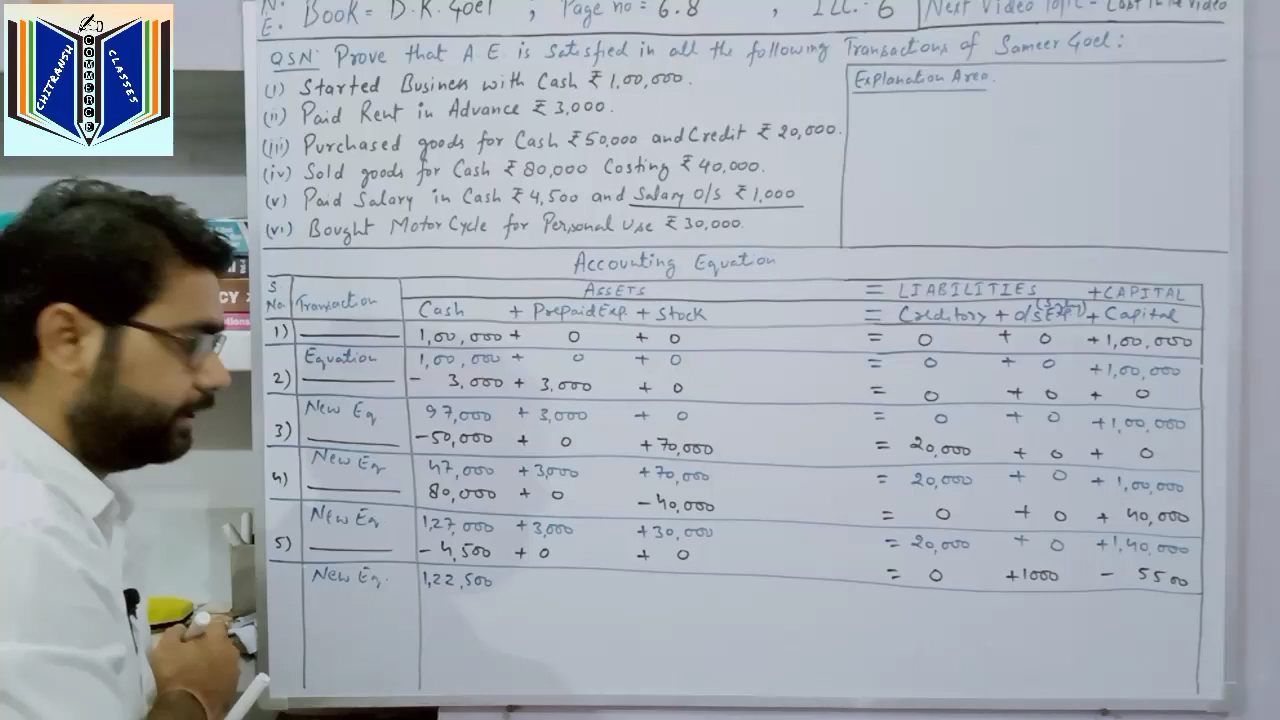 N.
E. Book = D.K. Goel ; Page no = 6.8 , ILL: 6
Next Video Topic - Last in the video
CHITRANSH COMMERCE CLASSES
QSN: Prove that A E. is satisfied in all the following Transactions of Sameer Goel :
(i) Started Business with Cash ₹ 1,00,000.
(ii) Paid Rent in Advance ₹ 3,000.
(iii) Purchased goods for Cash ₹ 50,000 and Credit ₹ 20,000.
(iv) Sold goods for Cash ₹ 80,000 Costing ₹ 40,000.
(v) Paid Salary in Cash ₹ 4,500 and Salary O/S ₹ 1,000
(vi) Bought Motor Cycle for Personal Use ₹ 30,000.
Explanation Area.
Accounting Equation
S. No. Transaction ASSETS = LIABILITIES + CAPITAL
Cash + Prepaid Exp. + Stock = Creditors + O/S Exp. + Capital
1) 1,00,000 + 0 + 0 = 0 + 0 + 1,00,000
Equation 1,00,000 + 0 + 0 = 0 + 0 + 1,00,000
2) - 3,000 + 3,000 + 0 = 0 + 0 + 0
New Eq 97,000 + 3,000 + 0 = 0 + 0 + 1,00,000
3) -50,000 + 0 +70,000 = 20,000 + 0 + 0
New Eq 47,000 +3,000 +70,000 = 20,000 + 0 + 1,00,000
4) 80,000 + 0 -40,000 = 0 + 0 + 40,000
New Eq 1,27,000 +3,000 +30,000 = 20,000 + 0 +1,40,000
5) - 4,500 + 0 + 0 = 0 +1000 - 5500
New Eq. 1,22,500